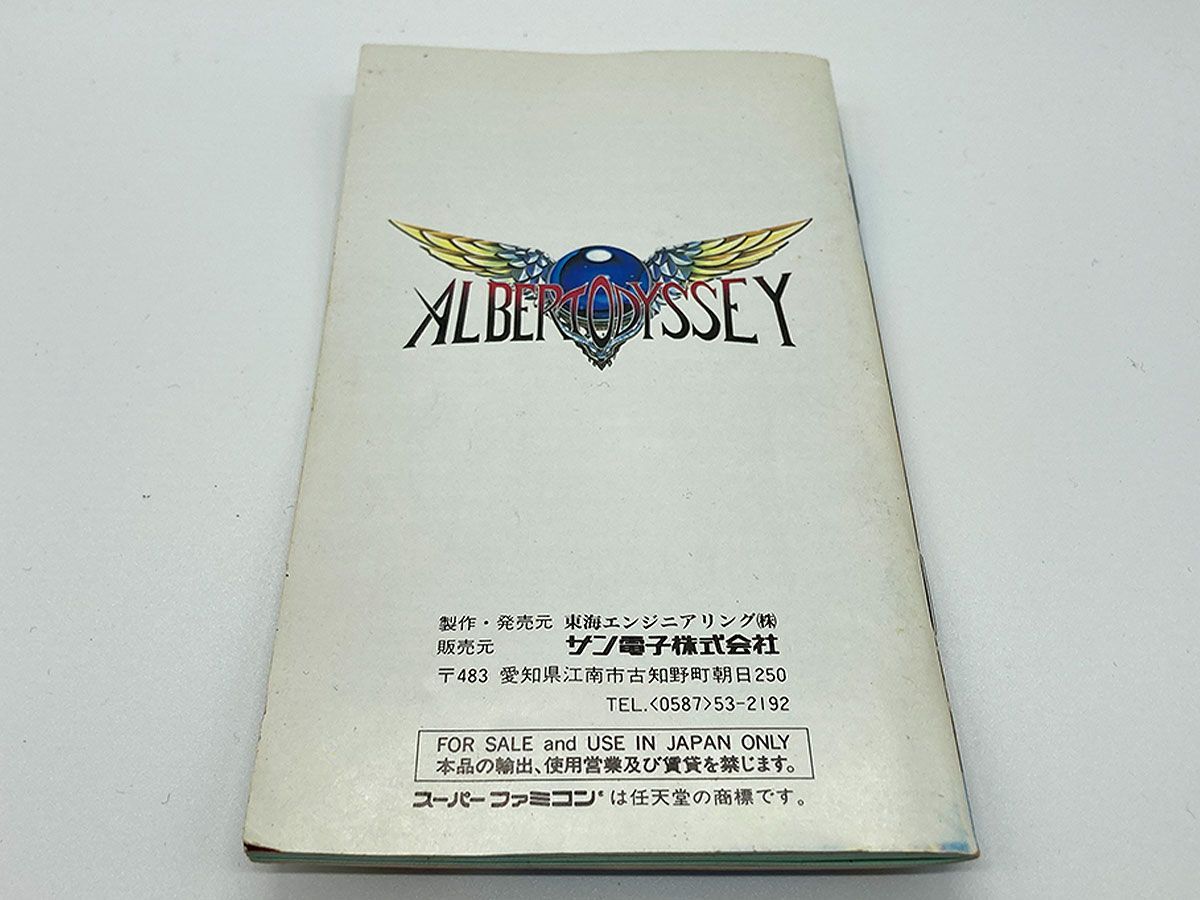 ALBERT ODYSSEY
製作・発売元 東海エンジニアリング㈱
販売元 サン電子株式会社
〒483 愛知県江南市古知野町朝日250
TEL.<0587>53-2192
FOR SALE and USE IN JAPAN ONLY
本品の輸出、使用営業及び賃貸を禁じます。
スーパーファミコンは任天堂の商標です。